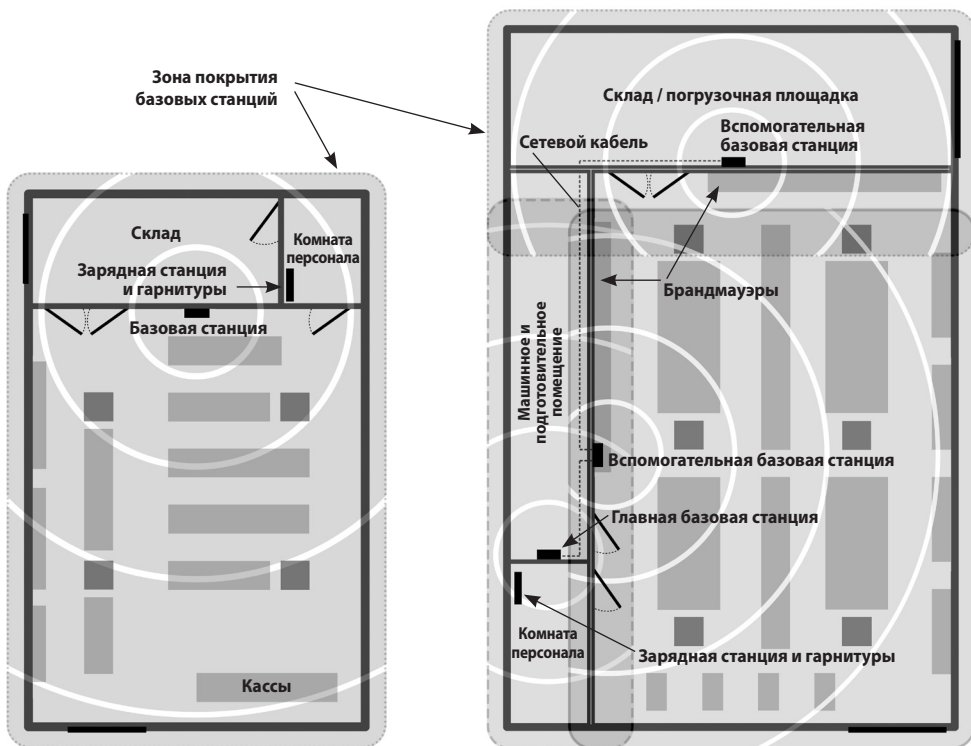 Зона покрытия
базовых станций
Склад
Комната
персонала
Зарядная станция
и гарнитуры
Базовая станция
Кассы
Склад / погрузочная площадка
Сетевой кабель
Вспомогательная
базовая станция
Брандмауэры
Машинное и
подготовительное
помещение
Вспомогательная базовая станция
Главная базовая станция
Комната
персонала
Зарядная станция и гарнитуры